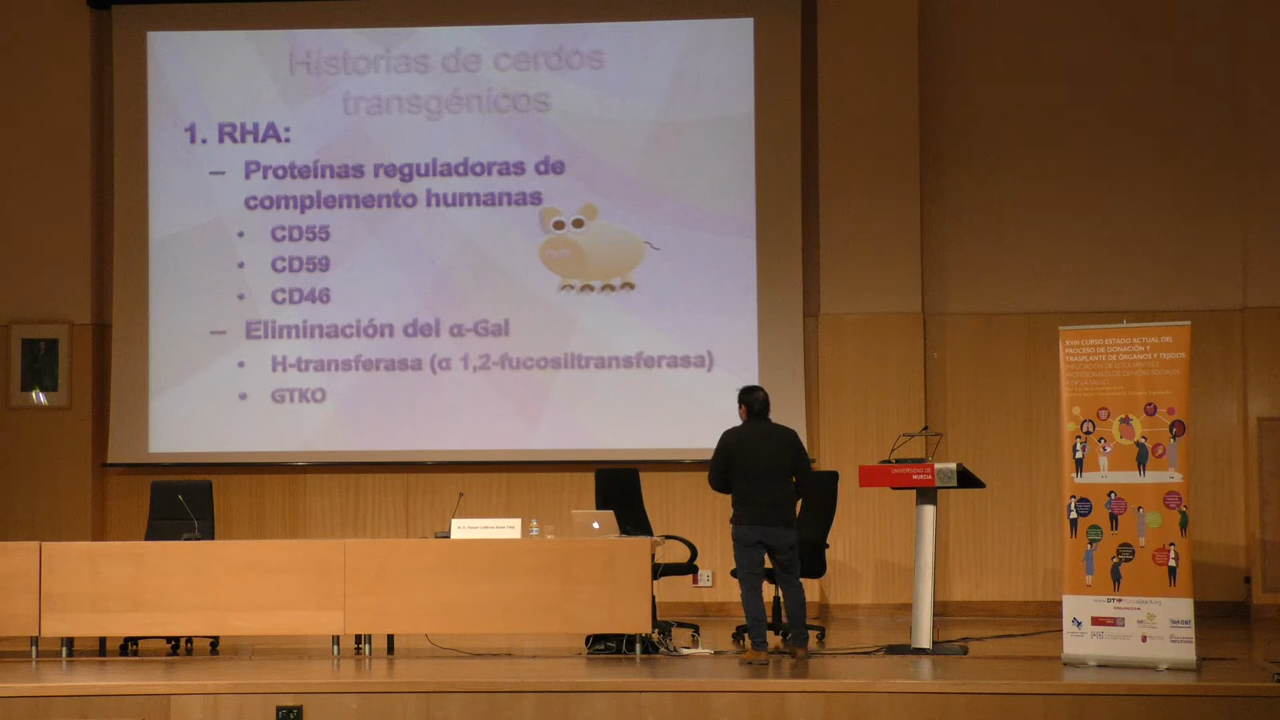 Historias de cerdos
transgénicos
1. RHA:
– Proteínas reguladoras de
complemento humanas
• CD55
• CD59
• CD46
– Eliminación del α-Gal
• H-transferasa (α 1,2-fucosiltransferasa)
• GTKO
UNIVERSIDAD DE
MURCIA
XVIII CURSO ESTADO ACTUAL DEL
PROCESO DE DONACIÓN Y
TRASPLANTE DE ÓRGANOS Y TEJIDOS